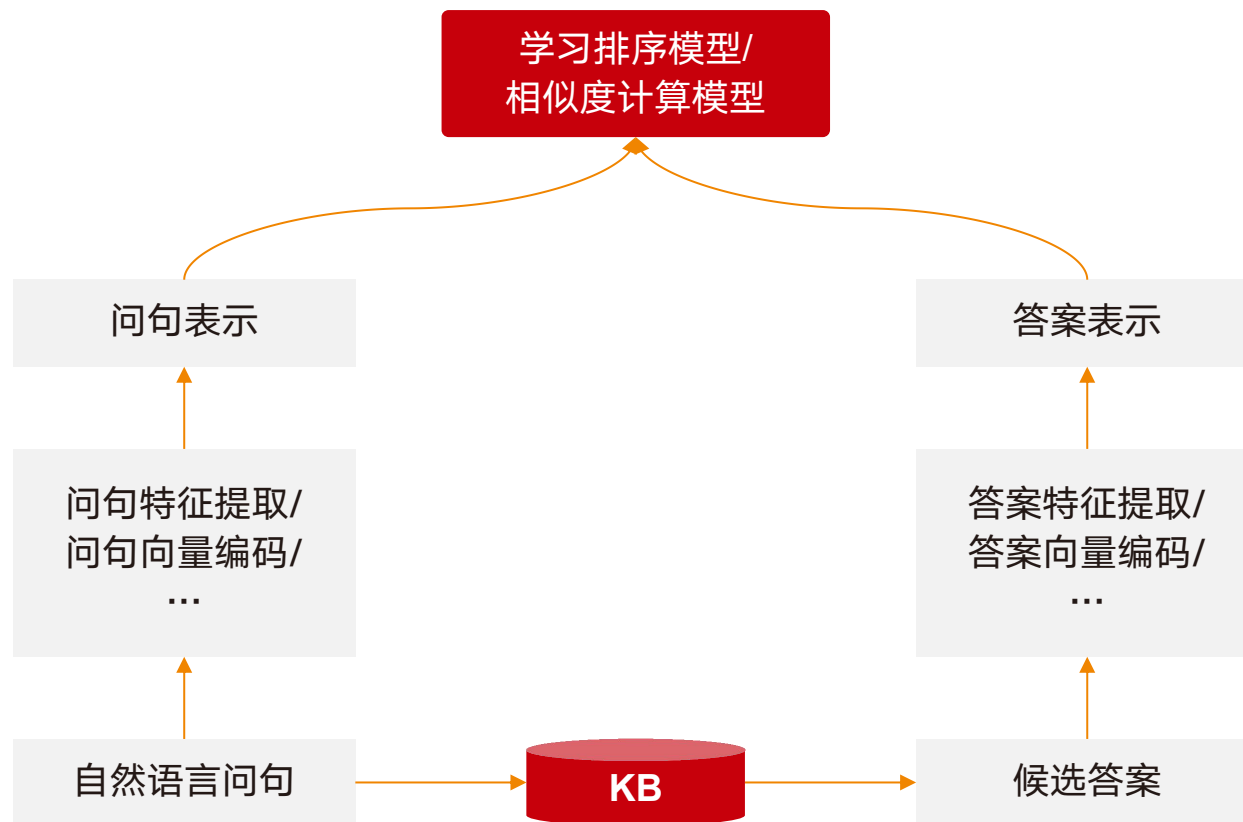 学习排序模型/
相似度计算模型
问句表示
答案表示
问句特征提取/
问句向量编码/
…
答案特征提取/
答案向量编码/
…
自然语言问句
KB
候选答案